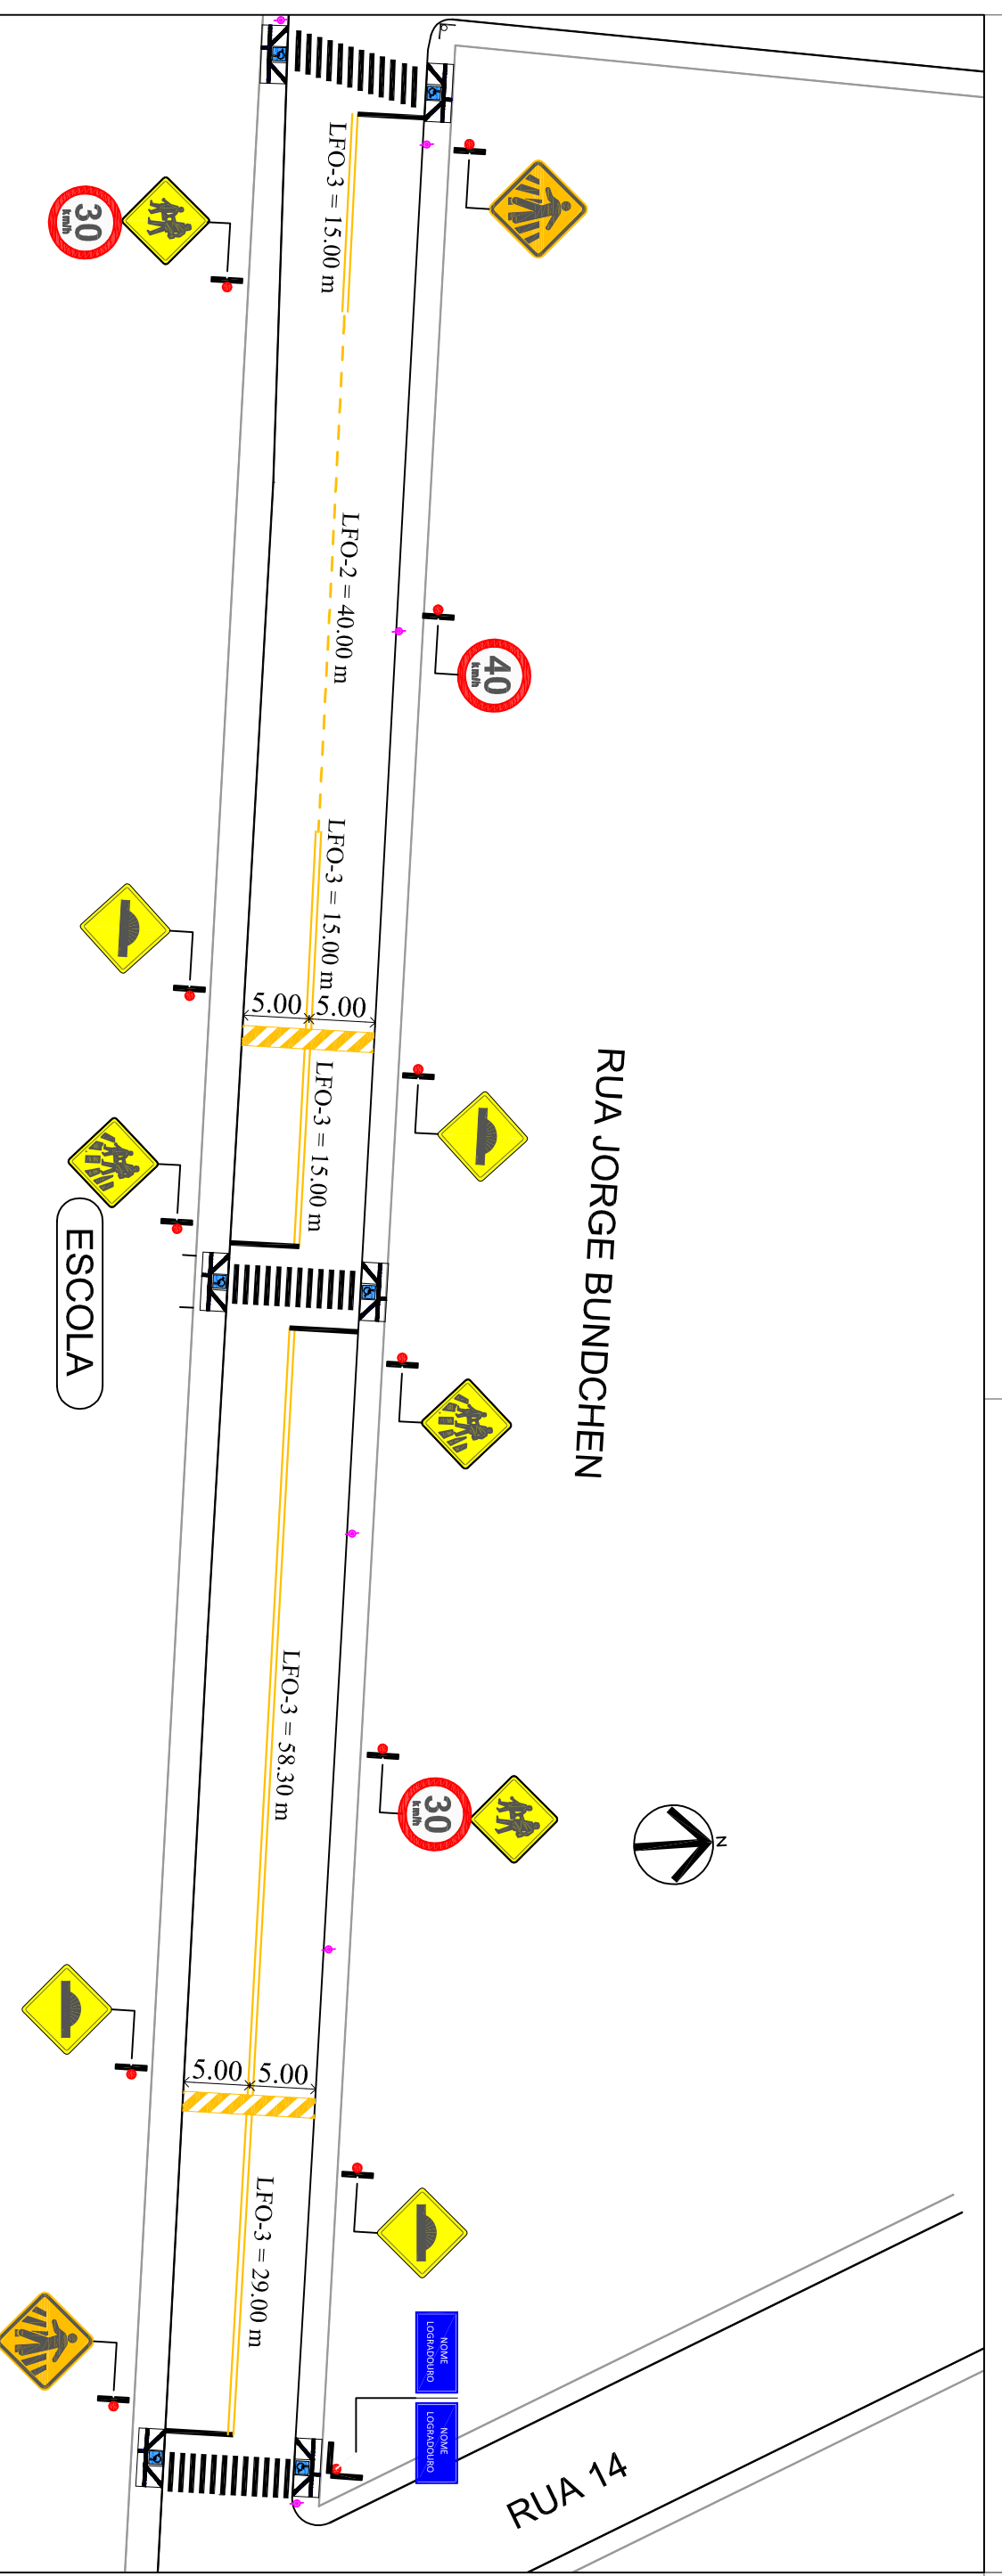 LFO-3 = 15.00 m
30
km/h
LFO-2 = 40.00 m
40
km/h
LFO-3 = 15.00 m
5.00
5.00
LFO-3 = 15.00 m
RUA JORGE BUNDCHEN
ESCOLA
LFO-3 = 58.30 m
30
km/h
N
5.00
5.00
LFO-3 = 29.00 m
NOME
LOGRADOURO
NOME
LOGRADOURO
RUA 14